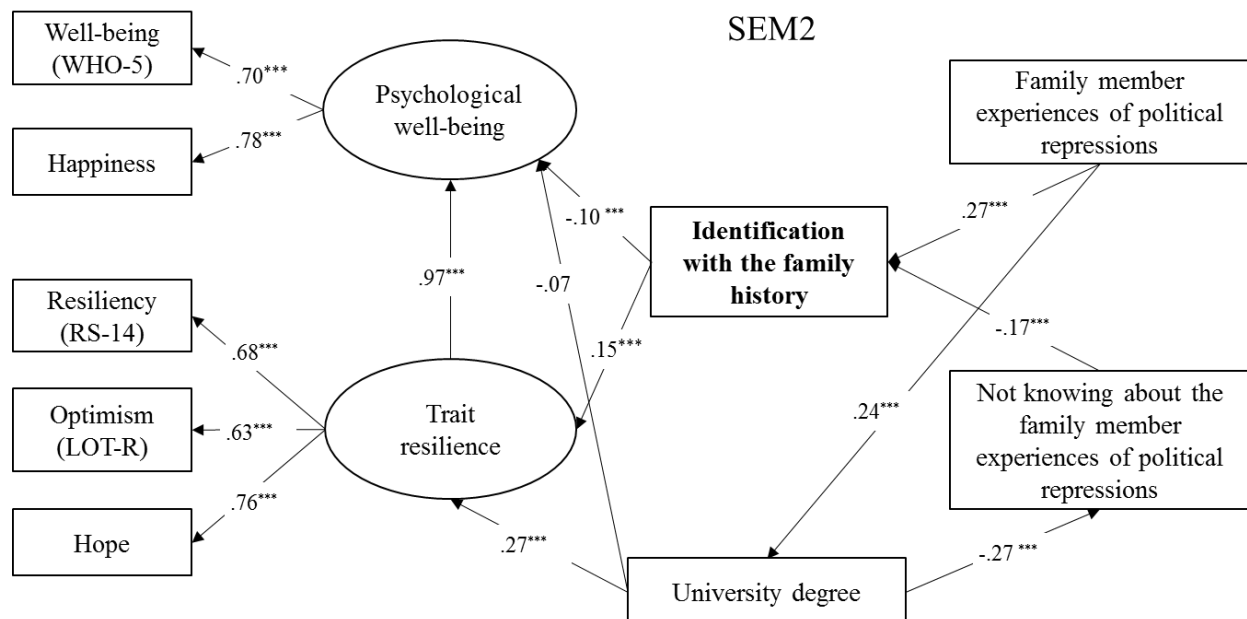 SEM2
Well-being
(WHO-5)
Happiness
Resiliency
(RS-14)
Optimism
(LOT-R)
Hope
.70***
.78***
.68***
.63***
.76***
Psychological
well-being
.97***
Trait
resilience
-.10 ***
-.07
.15***
.27***
Identification
with the family
history
University degree
.27***
-.17***
.24***
-.27 ***
Family member
experiences of political
repressions
Not knowing about the
family member
experiences of political
repressions